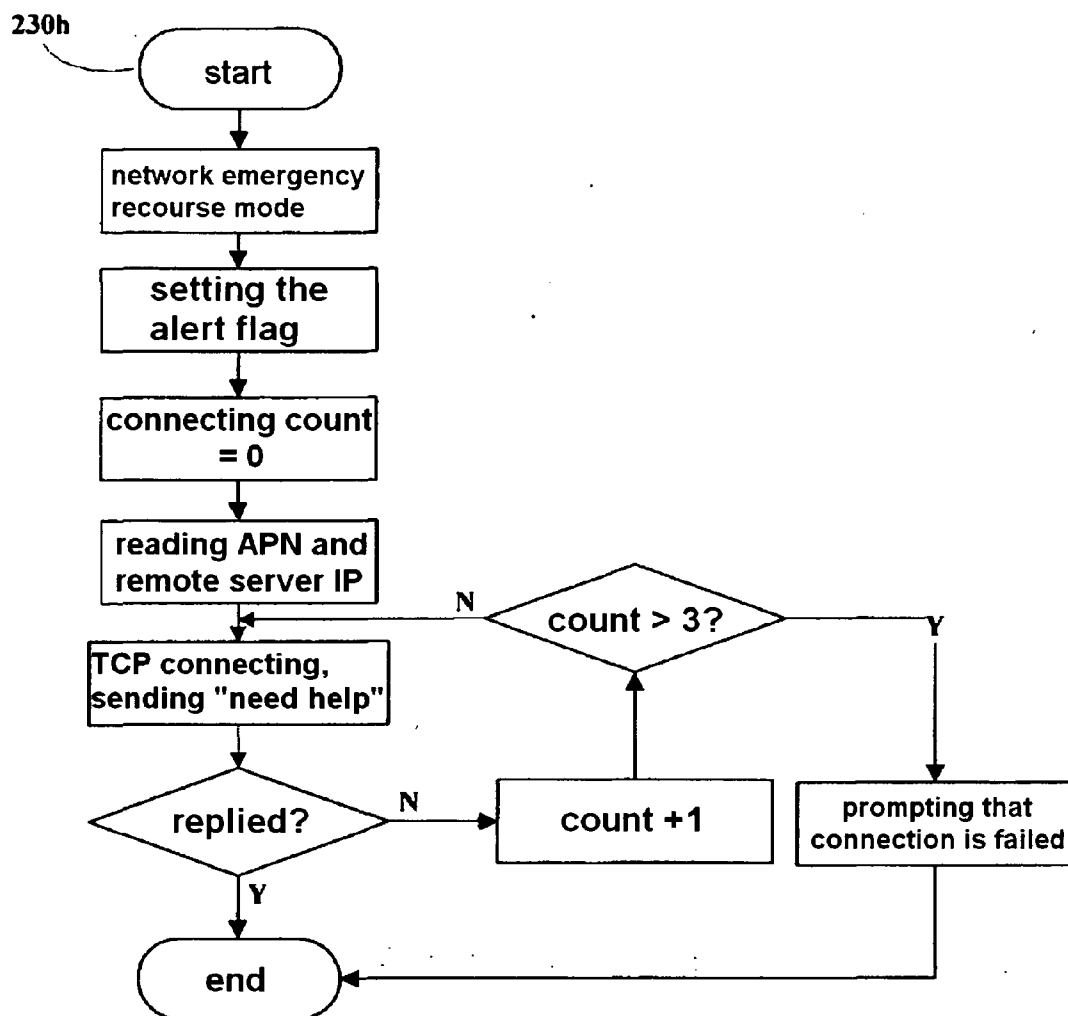 230h
start
network emergency
recourse mode
setting the
alert flag
connecting count
= 0
reading APN and
remote server IP
N
count > 3?
Y
TCP connecting,
sending "need help"
replied?
N
count +1
prompting that
connection is failed
Y
end